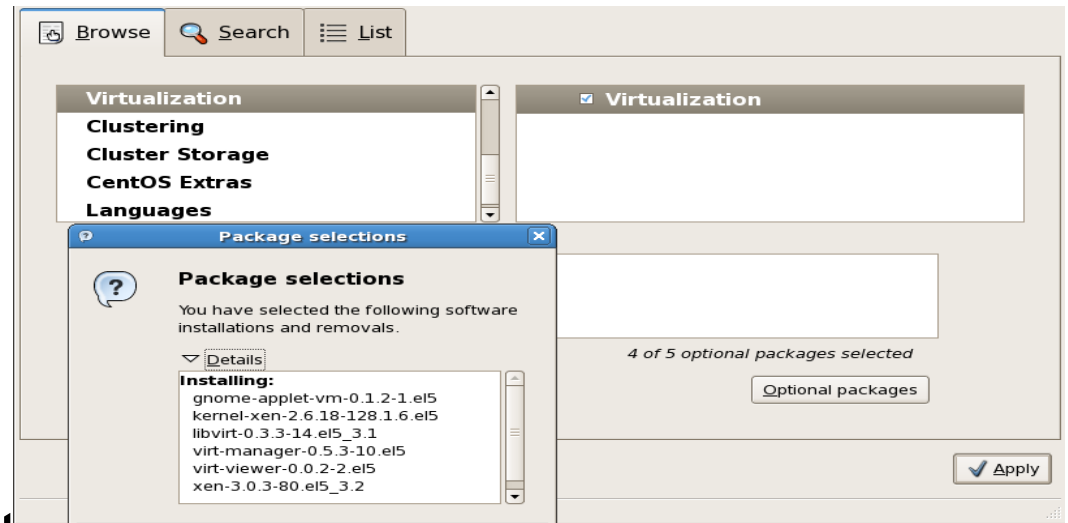 Browse Search List
Virtualization
Clustering
Cluster Storage
CentOS Extras
Languages
Virtualization
Package selections
Package selections
You have selected the following software
installations and removals.
Details
Installing:
gnome-applet-vm-0.1.2-1.el5
kernel-xen-2.6.18-128.1.6.el5
libvirt-0.3.3-14.el5_3.1
virt-manager-0.5.3-10.el5
virt-viewer-0.0.2-2.el5
xen-3.0.3-80.el5_3.2
4 of 5 optional packages selected
Optional packages
Apply